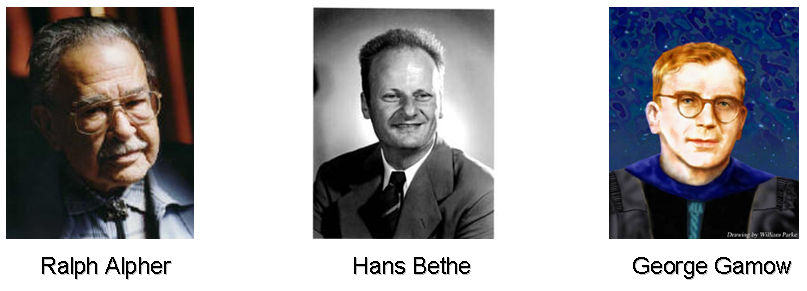 Drawing by William Parke
Ralph Alpher
Hans Bethe
George Gamow